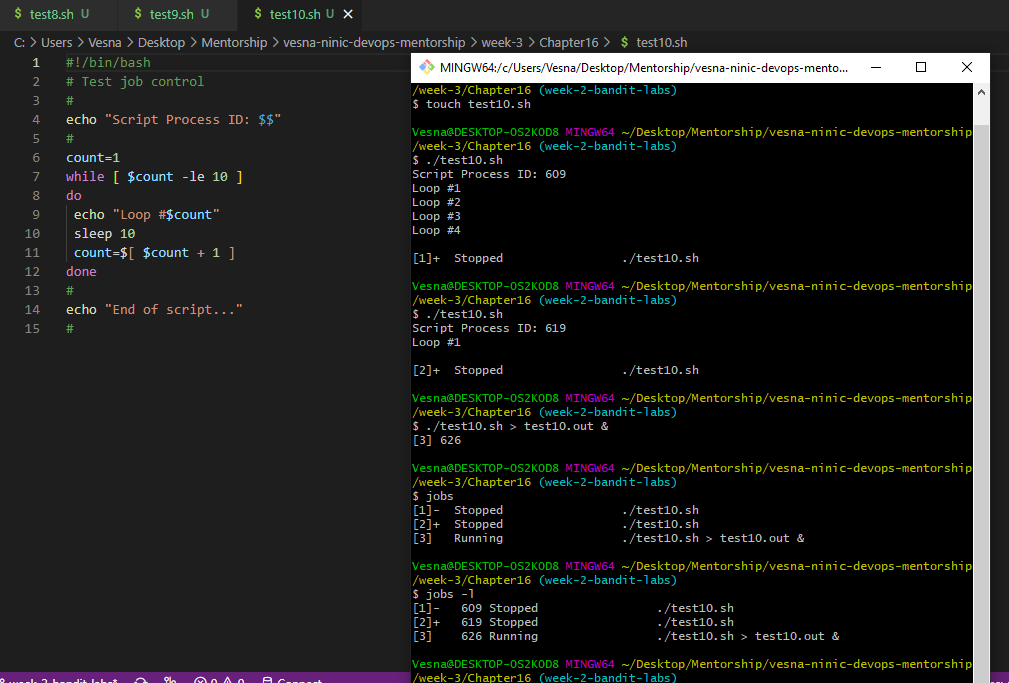 $ test8.sh U $ test9.sh U $ test10.sh U
C: > Users > Vesna > Desktop > Mentorship > vesna-ninic-devops-mentorship > week-3 > Chapter16 > $ test10.sh
1 #!/bin/bash
2 # Test job control
3 #
4 echo "Script Process ID: $$"
5 #
6 count=1
7 while [ $count -le 10 ]
8 do
9 echo "Loop #$count"
10 sleep 10
11 count=$[ $count + 1 ]
12 done
13 #
14 echo "End of script..."
15 #
MINGW64:/c/Users/Vesna/Desktop/Mentorship/vesna-ninic-devops-mento...
/week-3/Chapter16 (week-2-bandit-labs)
$ touch test10.sh
Vesna@DESKTOP-OS2KOD8 MINGW64 ~/Desktop/Mentorship/vesna-ninic-devops-mentorship
/week-3/Chapter16 (week-2-bandit-labs)
$ ./test10.sh
Script Process ID: 609
Loop #1
Loop #2
Loop #3
Loop #4
[1]+  Stopped                 ./test10.sh
Vesna@DESKTOP-OS2KOD8 MINGW64 ~/Desktop/Mentorship/vesna-ninic-devops-mentorship
/week-3/Chapter16 (week-2-bandit-labs)
$ ./test10.sh
Script Process ID: 619
Loop #1
[2]+  Stopped                 ./test10.sh
Vesna@DESKTOP-OS2KOD8 MINGW64 ~/Desktop/Mentorship/vesna-ninic-devops-mentorship
/week-3/Chapter16 (week-2-bandit-labs)
$ ./test10.sh > test10.out &
[3] 626
Vesna@DESKTOP-OS2KOD8 MINGW64 ~/Desktop/Mentorship/vesna-ninic-devops-mentorship
/week-3/Chapter16 (week-2-bandit-labs)
$ jobs
[1]-  Stopped                 ./test10.sh
[2]+  Stopped                 ./test10.sh
[3]   Running                 ./test10.sh > test10.out &
Vesna@DESKTOP-OS2KOD8 MINGW64 ~/Desktop/Mentorship/vesna-ninic-devops-mentorship
/week-3/Chapter16 (week-2-bandit-labs)
$ jobs -l
[1]-   609 Stopped                 ./test10.sh
[2]+   619 Stopped                 ./test10.sh
[3]    626 Running                 ./test10.sh > test10.out &
Vesna@DESKTOP-OS2KOD8 MINGW64 ~/Desktop/Mentorship/vesna-ninic-devops-mentorship
/week-3/Chapter16 (week-2-bandit-labs)
week-2-bandit-labs* 0 0 Connect